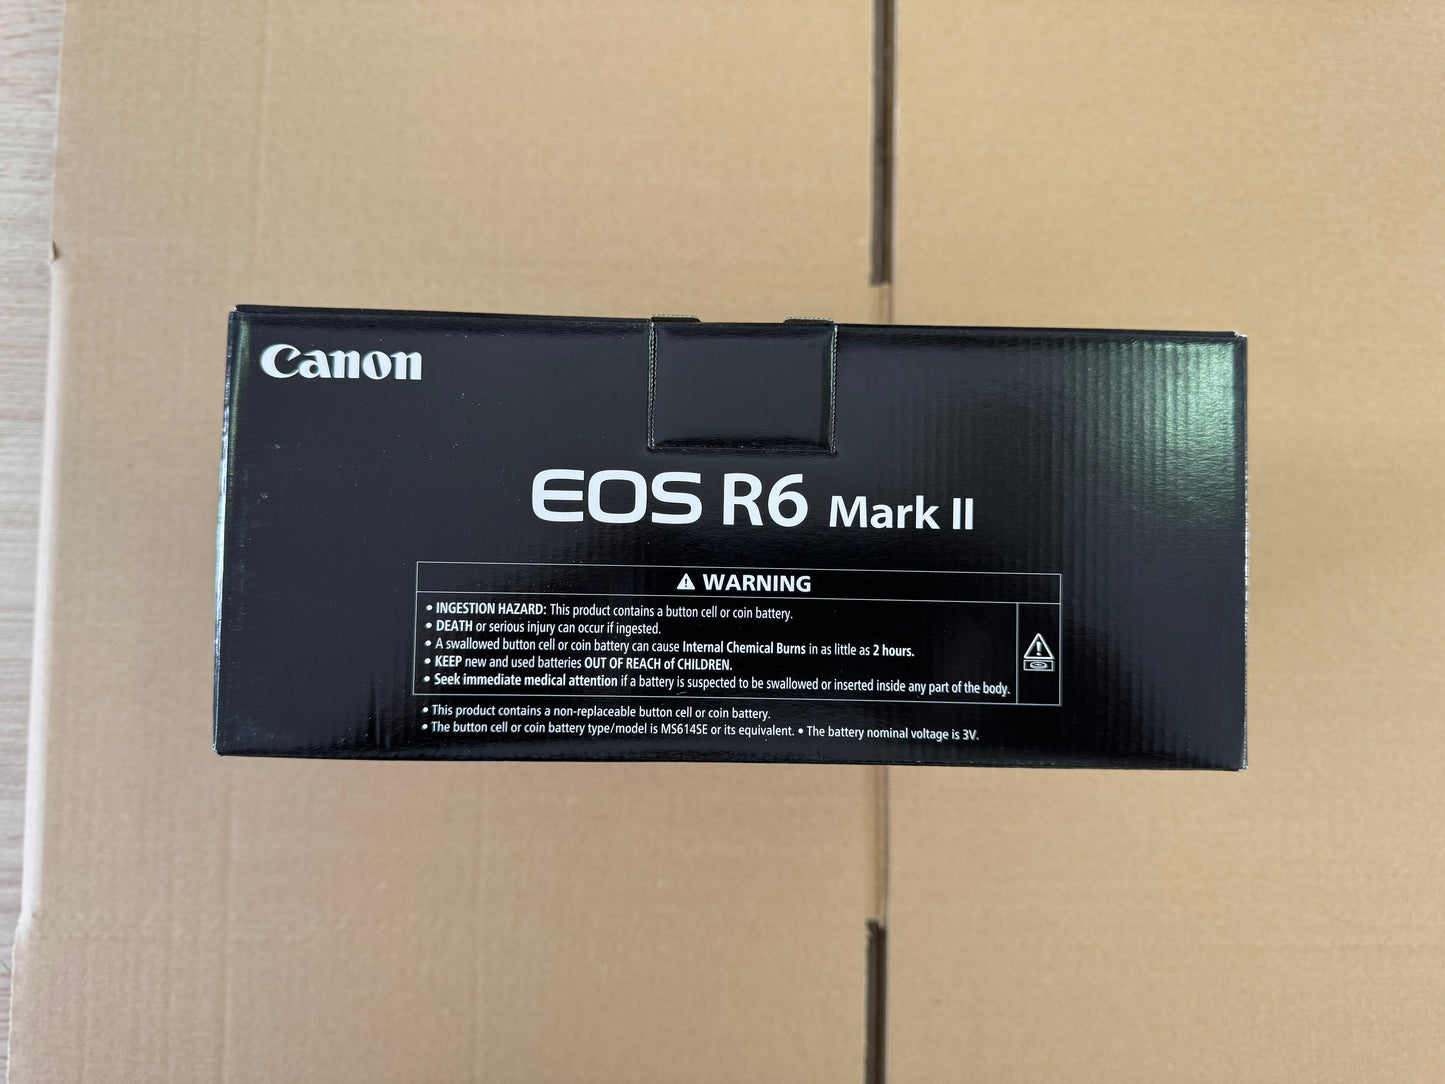 Canon
EOS R6 Mark II
⚠ WARNING
• INGESTION HAZARD: This product contains a button cell or coin battery.
• DEATH or serious injury can occur if ingested.
• A swallowed button cell or coin battery can cause Internal Chemical Burns in as little as 2 hours.
• KEEP new and used batteries OUT OF REACH of CHILDREN.
• Seek immediate medical attention if a battery is suspected to be swallowed or inserted inside any part of the body.
• This product contains a non-replaceable button cell or coin battery.
• The button cell or coin battery type/model is MS614SE or its equivalent. • The battery nominal voltage is 3V.